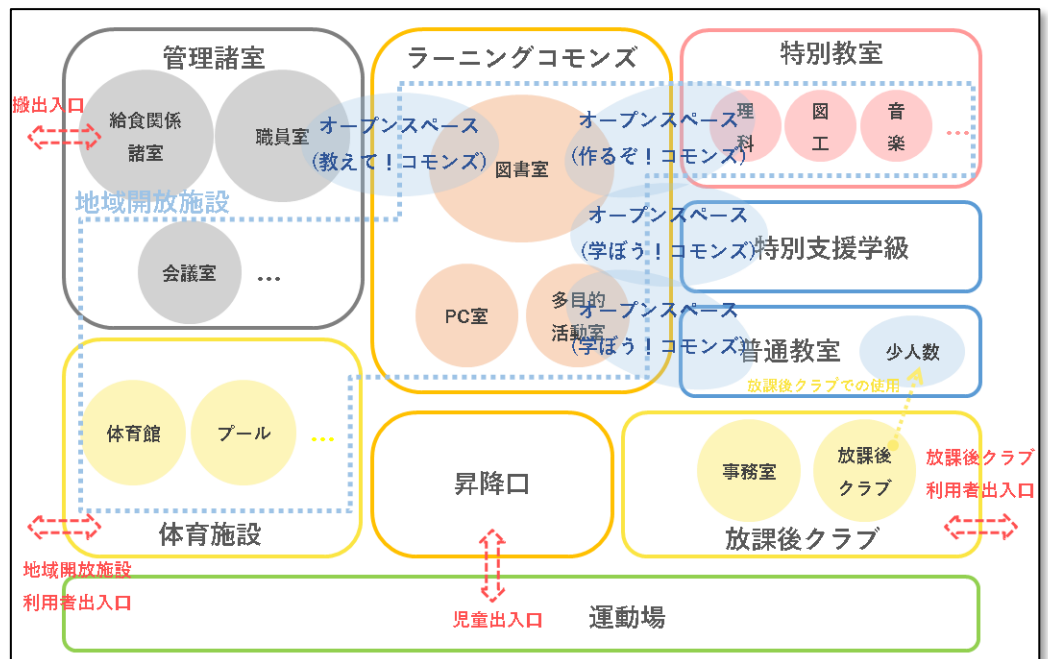 管理諸室
ラーニングコモンズ
特別教室
搬出入口
給食関係
諸室
職員室
オープンスペース
(教えて！コモンズ)
図書室
オープンスペース
(作るぞ！コモンズ)
理
科
図
工
音
楽
…
地域開放施設
会議室
…
オープンスペース
(学ぼう！コモンズ)
特別支援学級
PC室
多目的
活動室
オープンスペース
(学ぼう！コモンズ)
普通教室
少人数
放課後クラブでの使用
体育館
プール
…
体育施設
昇降口
事務室
放課後
クラブ
放課後クラブ
放課後クラブ
利用者出入口
地域開放施設
利用者出入口
児童出入口
運動場